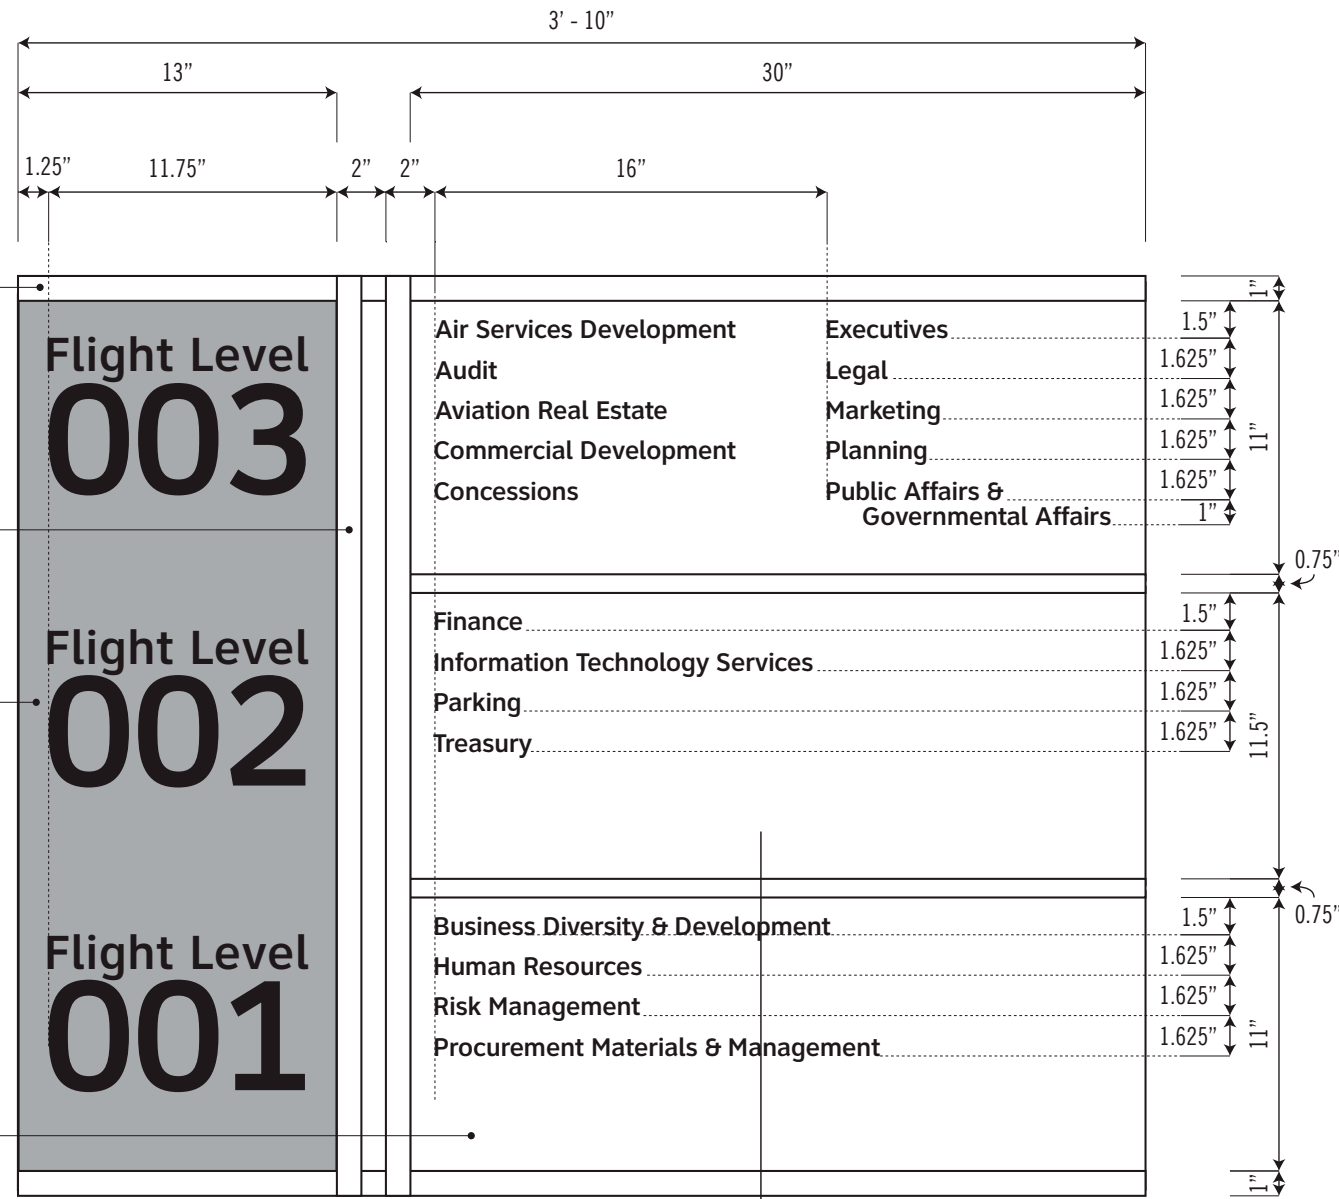 3’ - 10”
13”
30”
1.25”
11.75”
2”
2”
16”
1”
Flight Level
003
Air Services Development
Audit
Aviation Real Estate
Commercial Development
Concessions
Executives
Legal
Marketing
Planning
Public Affairs &
Governmental Affairs
1.5”
1.625”
1.625”
1.625”
1.625”
1”
11”
0.75”
Flight Level
002
Finance
Information Technology Services
Parking
Treasury
1.5”
1.625”
1.625”
1.625”
11.5”
0.75”
Flight Level
001
Business Diversity & Development
Human Resources
Risk Management
Procurement Materials & Management
1.5”
1.625”
1.625”
1.625”
11”
1”